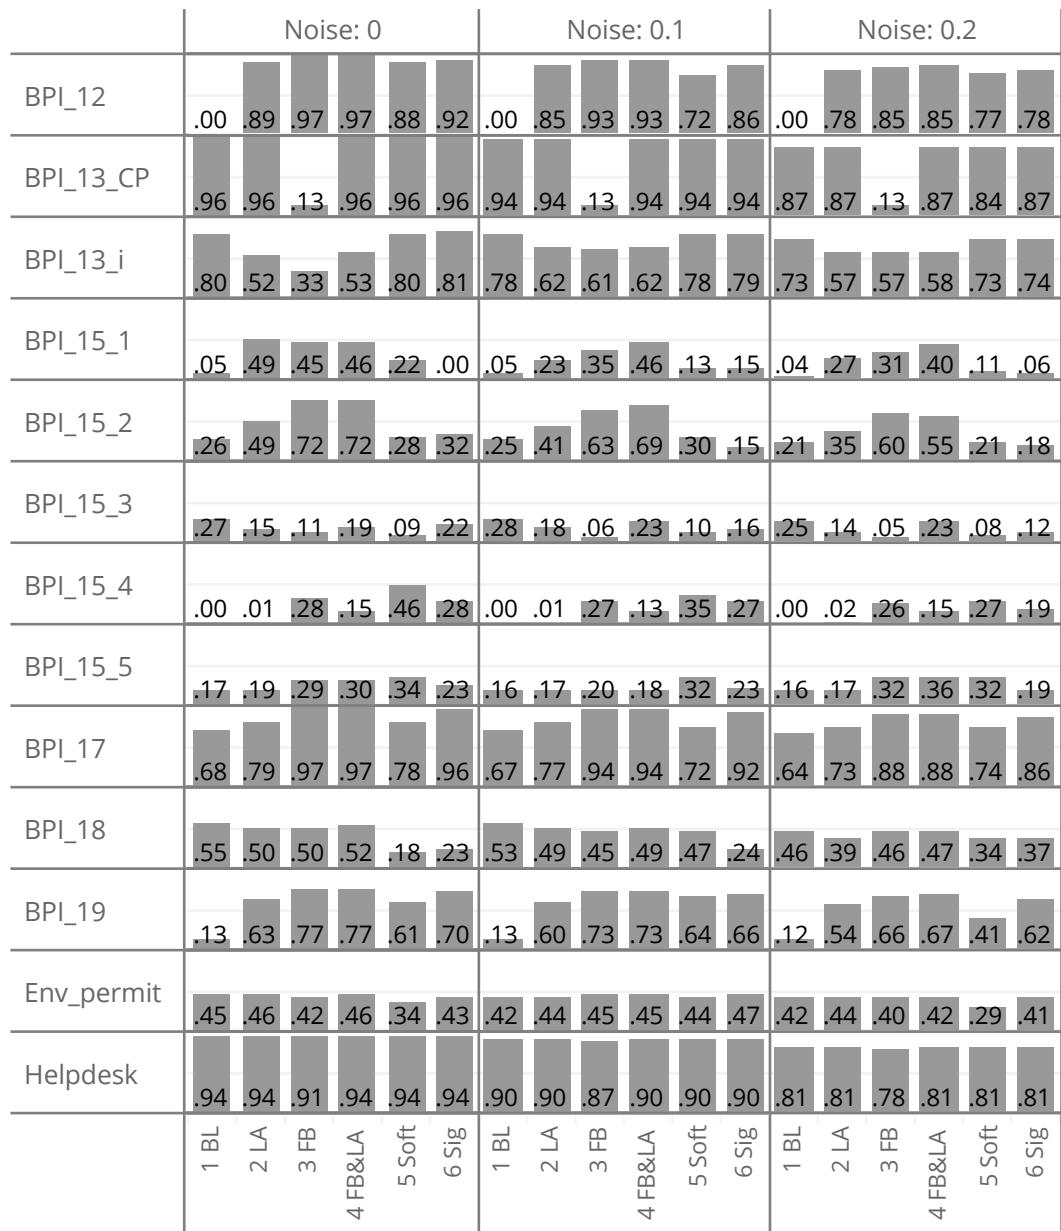 Noise: 0 Noise: 0.1 Noise: 0.2
BPI_12 .00 .89 .97 .97 .88 .92 .00 .85 .93 .93 .72 .86 .00 .78 .85 .85 .77 .78
BPI_13_CP .96 .96 .13 .96 .96 .96 .94 .94 .13 .94 .94 .94 .87 .87 .13 .87 .84 .87
BPI_13_i .80 .52 .33 .53 .80 .81 .78 .62 .61 .62 .78 .79 .73 .57 .57 .58 .73 .74
BPI_15_1 .05 .49 .45 .46 .22 .00 .05 .23 .35 .46 .13 .15 .04 .27 .31 .40 .11 .06
BPI_15_2 .26 .49 .72 .72 .28 .32 .25 .41 .63 .69 .30 .15 .21 .35 .60 .55 .21 .18
BPI_15_3 .27 .15 .11 .19 .09 .22 .28 .18 .06 .23 .10 .16 .25 .14 .05 .23 .08 .12
BPI_15_4 .00 .01 .28 .15 .46 .28 .00 .01 .27 .13 .35 .27 .00 .02 .26 .15 .27 .19
BPI_15_5 .17 .19 .29 .30 .34 .23 .16 .17 .20 .18 .32 .23 .16 .17 .32 .36 .32 .19
BPI_17 .68 .79 .97 .97 .78 .96 .67 .77 .94 .94 .72 .92 .64 .73 .88 .88 .74 .86
BPI_18 .55 .50 .50 .52 .18 .23 .53 .49 .45 .49 .47 .24 .46 .39 .46 .47 .34 .37
BPI_19 .13 .63 .77 .77 .61 .70 .13 .60 .73 .73 .64 .66 .12 .54 .66 .67 .41 .62
Env_permit .45 .46 .42 .46 .34 .43 .42 .44 .45 .45 .44 .47 .42 .44 .40 .42 .29 .41
Helpdesk .94 .94 .91 .94 .94 .94 .90 .90 .87 .90 .90 .90 .81 .81 .78 .81 .81 .81
1 BL 2 LA 3 FB 4 FB&LA 5 Soft 6 Sig 1 BL 2 LA 3 FB 4 FB&LA 5 Soft 6 Sig 1 BL 2 LA 3 FB 4 FB&LA 5 Soft 6 Sig